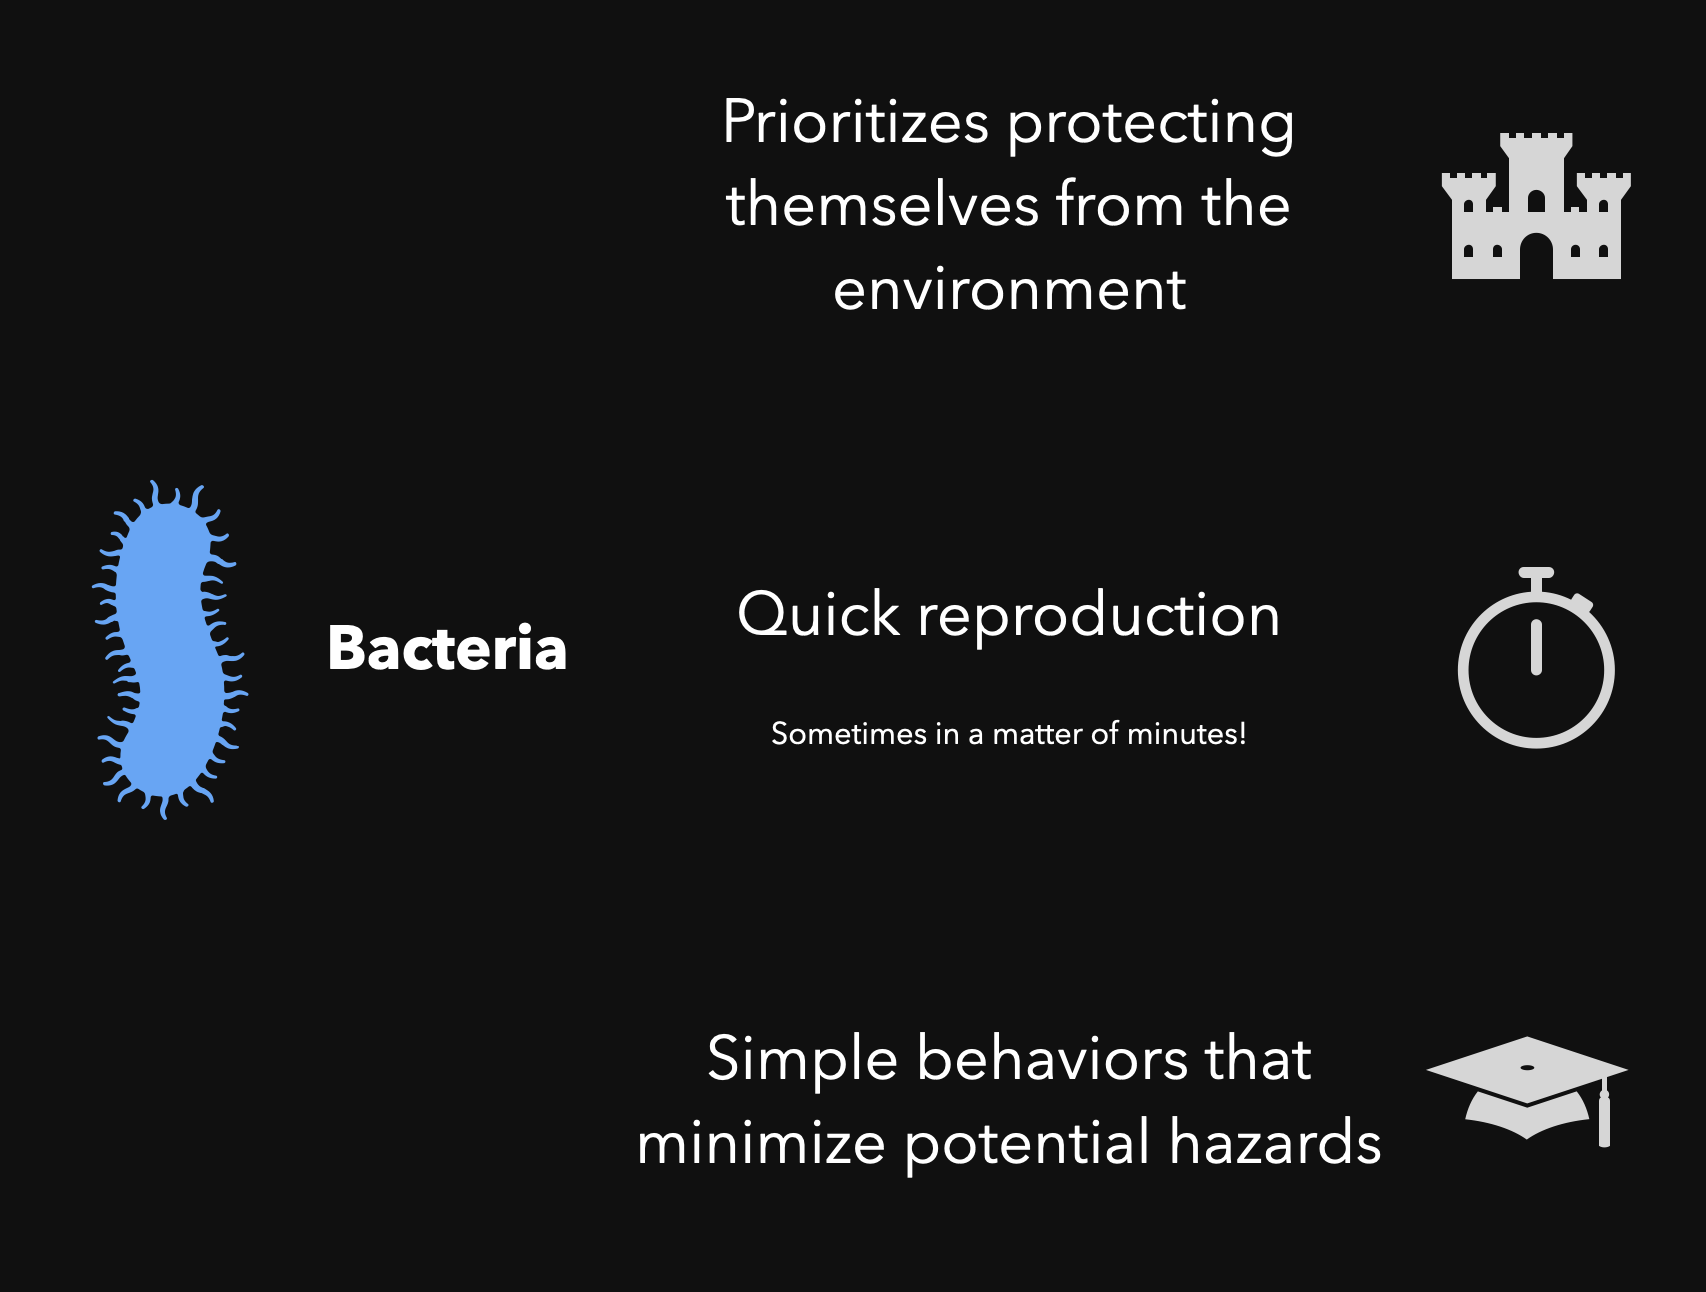 Prioritizes protecting
themselves from the
environment
Bacteria
Quick reproduction
Sometimes in a matter of minutes!
Simple behaviors that
minimize potential hazards